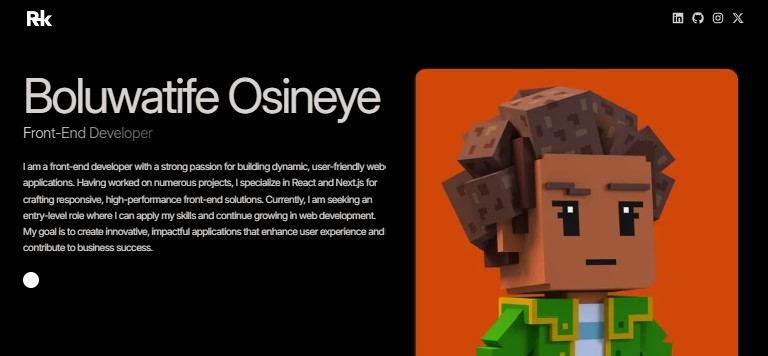 Rk
Boluwatife Osineye
Front-End Developer
I am a front-end developer with a strong passion for building dynamic, user-friendly web
applications. Having worked on numerous projects, I specialize in React and Next.js for
crafting responsive, high-performance front-end solutions. Currently, I am seeking an
entry-level role where I can apply my skills and continue growing in web development.
My goal is to create innovative, impactful applications that enhance user experience and
contribute to business success.